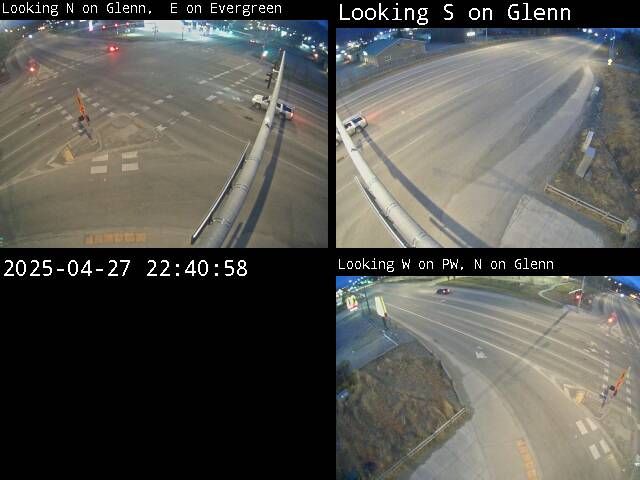 Looking N on Glenn, E on Evergreen
Looking S on Glenn
2025-04-27 22:40:58
Looking W on PW, N on Glenn